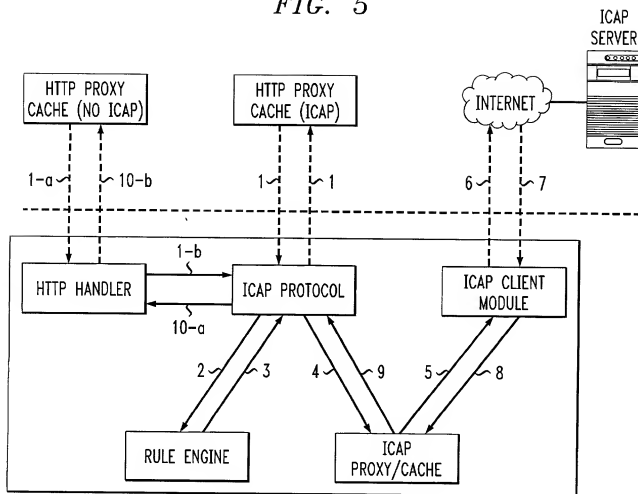 FIG. 5
ICAP
SERVER
HTTP PROXY
CACHE (NO ICAP)
HTTP PROXY
CACHE (ICAP)
INTERNET
1-a
10-b
1
1
6
7
1-b
HTTP HANDLER
ICAP PROTOCOL
ICAP CLIENT
MODULE
10-a
2
3
4
9
5
8
RULE ENGINE
ICAP
PROXY/CACHE